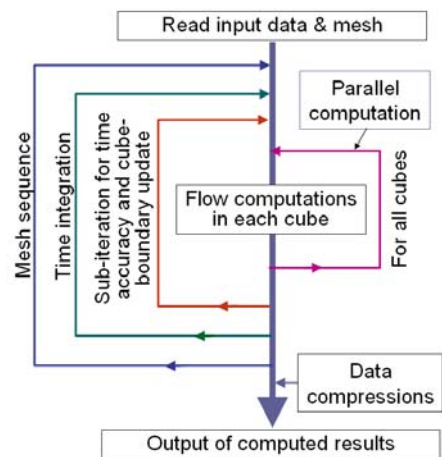 Read input data & mesh
Mesh sequence
Time integration
Sub-iteration for time
accuracy and cube-
boundary update
Parallel
computation
Flow computations
in each cube
For all cubes
Data
compressions
Output of computed results